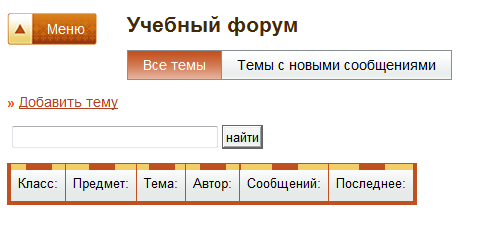 Меню
Учебный форум
Все темы Темы с новыми сообщениями
» Добавить тему
найти
Класс: Предмет: Тема: Автор: Сообщений: Последнее: